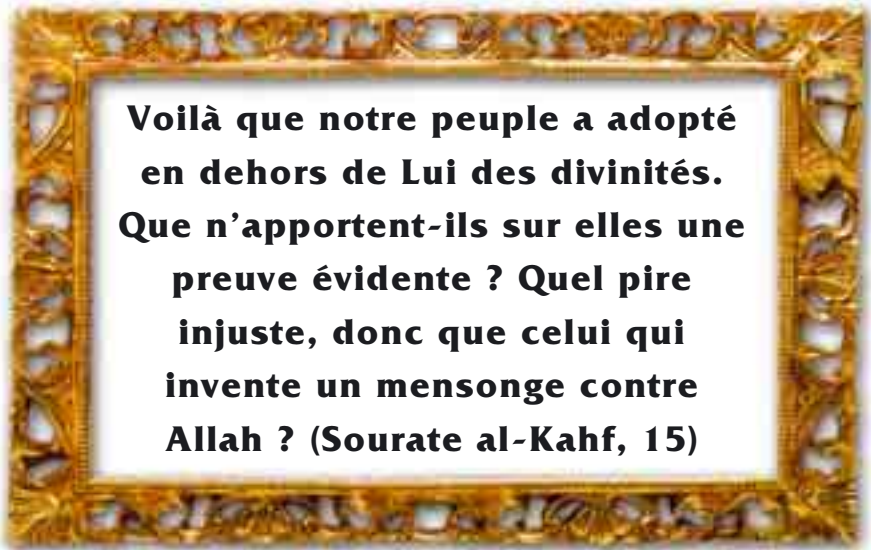 Voilà que notre peuple a adopté
en dehors de Lui des divinités.
Que n’apportent-ils sur elles une
preuve évidente ? Quel pire
injuste, donc que celui qui
invente un mensonge contre
Allah ? (Sourate al-Kahf, 15)